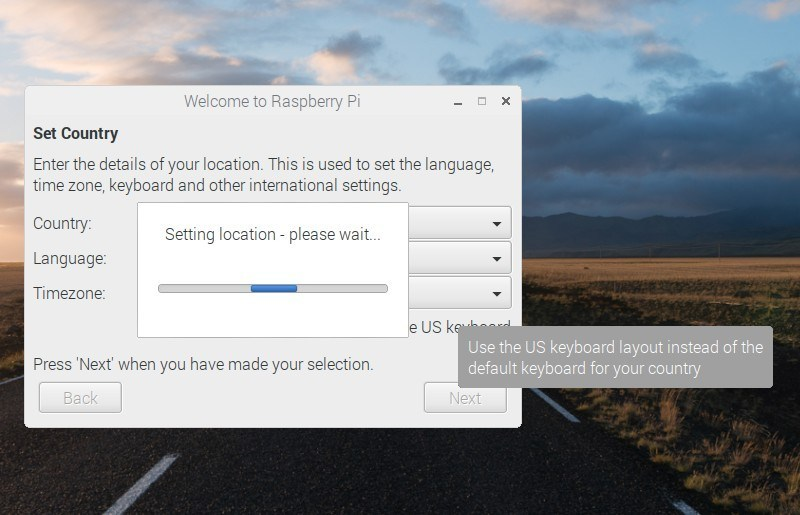 Welcome to Raspberry Pi
Set Country
Enter the details of your location. This is used to set the language,
time zone, keyboard and other international settings.
Country:
Setting location - please wait...
Language:
Timezone:
US keyboard
Use the US keyboard layout instead of the
default keyboard for your country
Press 'Next' when you have made your selection.
Back
Next